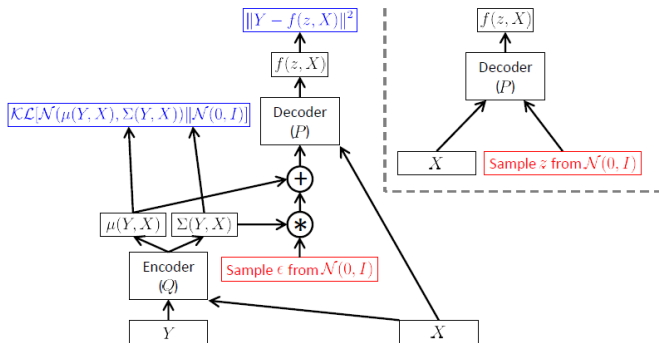 ‖Y − f(z, X)‖²
f(z, X)
Decoder
(P)
𝒦ℒ[𝒩(μ(Y, X), Σ(Y, X))‖𝒩(0, I)]
+
μ(Y, X)
Σ(Y, X)
*
Encoder
(Q)
Sample ϵ from 𝒩(0, I)
Y
X
f(z, X)
Decoder
(P)
X
Sample z from 𝒩(0, I)